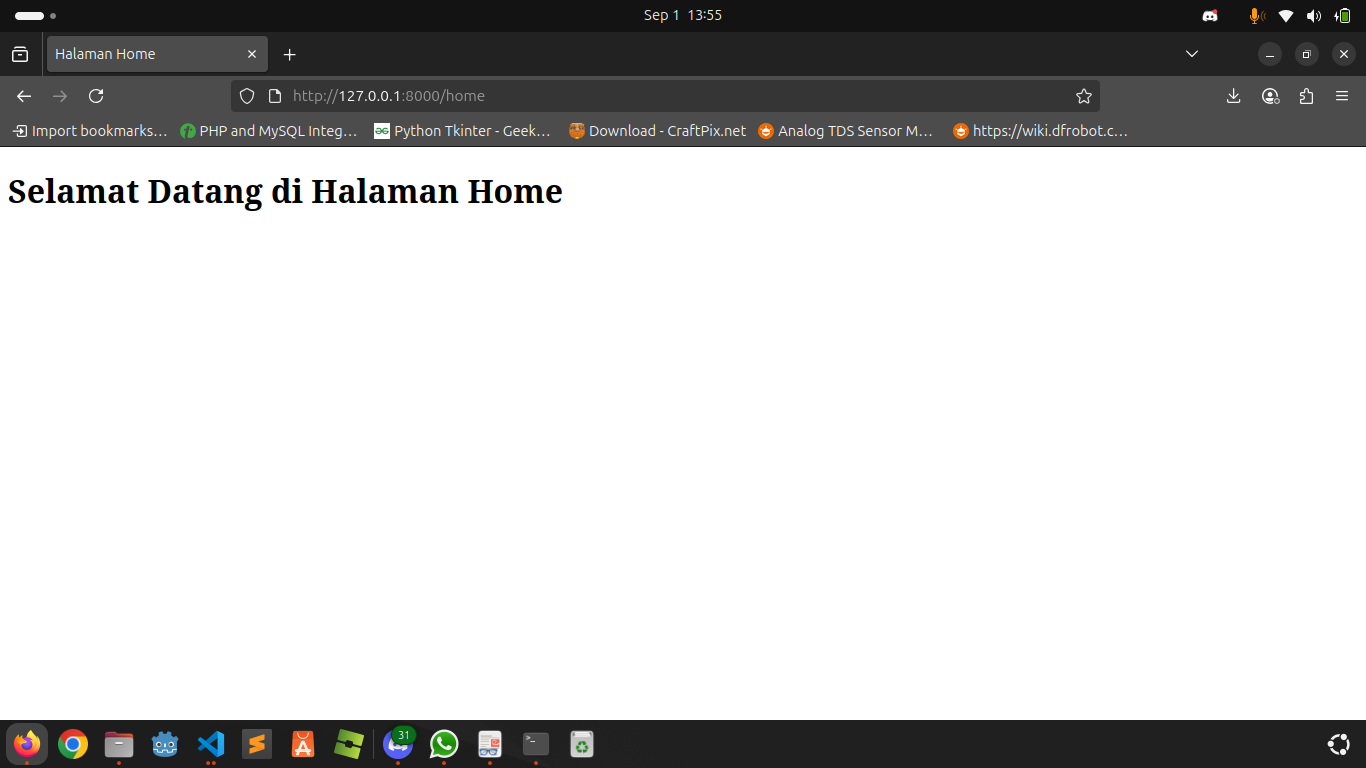 Sep 1 13:55
Halaman Home
http://127.0.0.1:8000/home
Import bookmarks… PHP and MySQL Integ… Python Tkinter - Geek… Download - CraftPix.net Analog TDS Sensor M… https://wiki.dfrobot.c…
Selamat Datang di Halaman Home
31